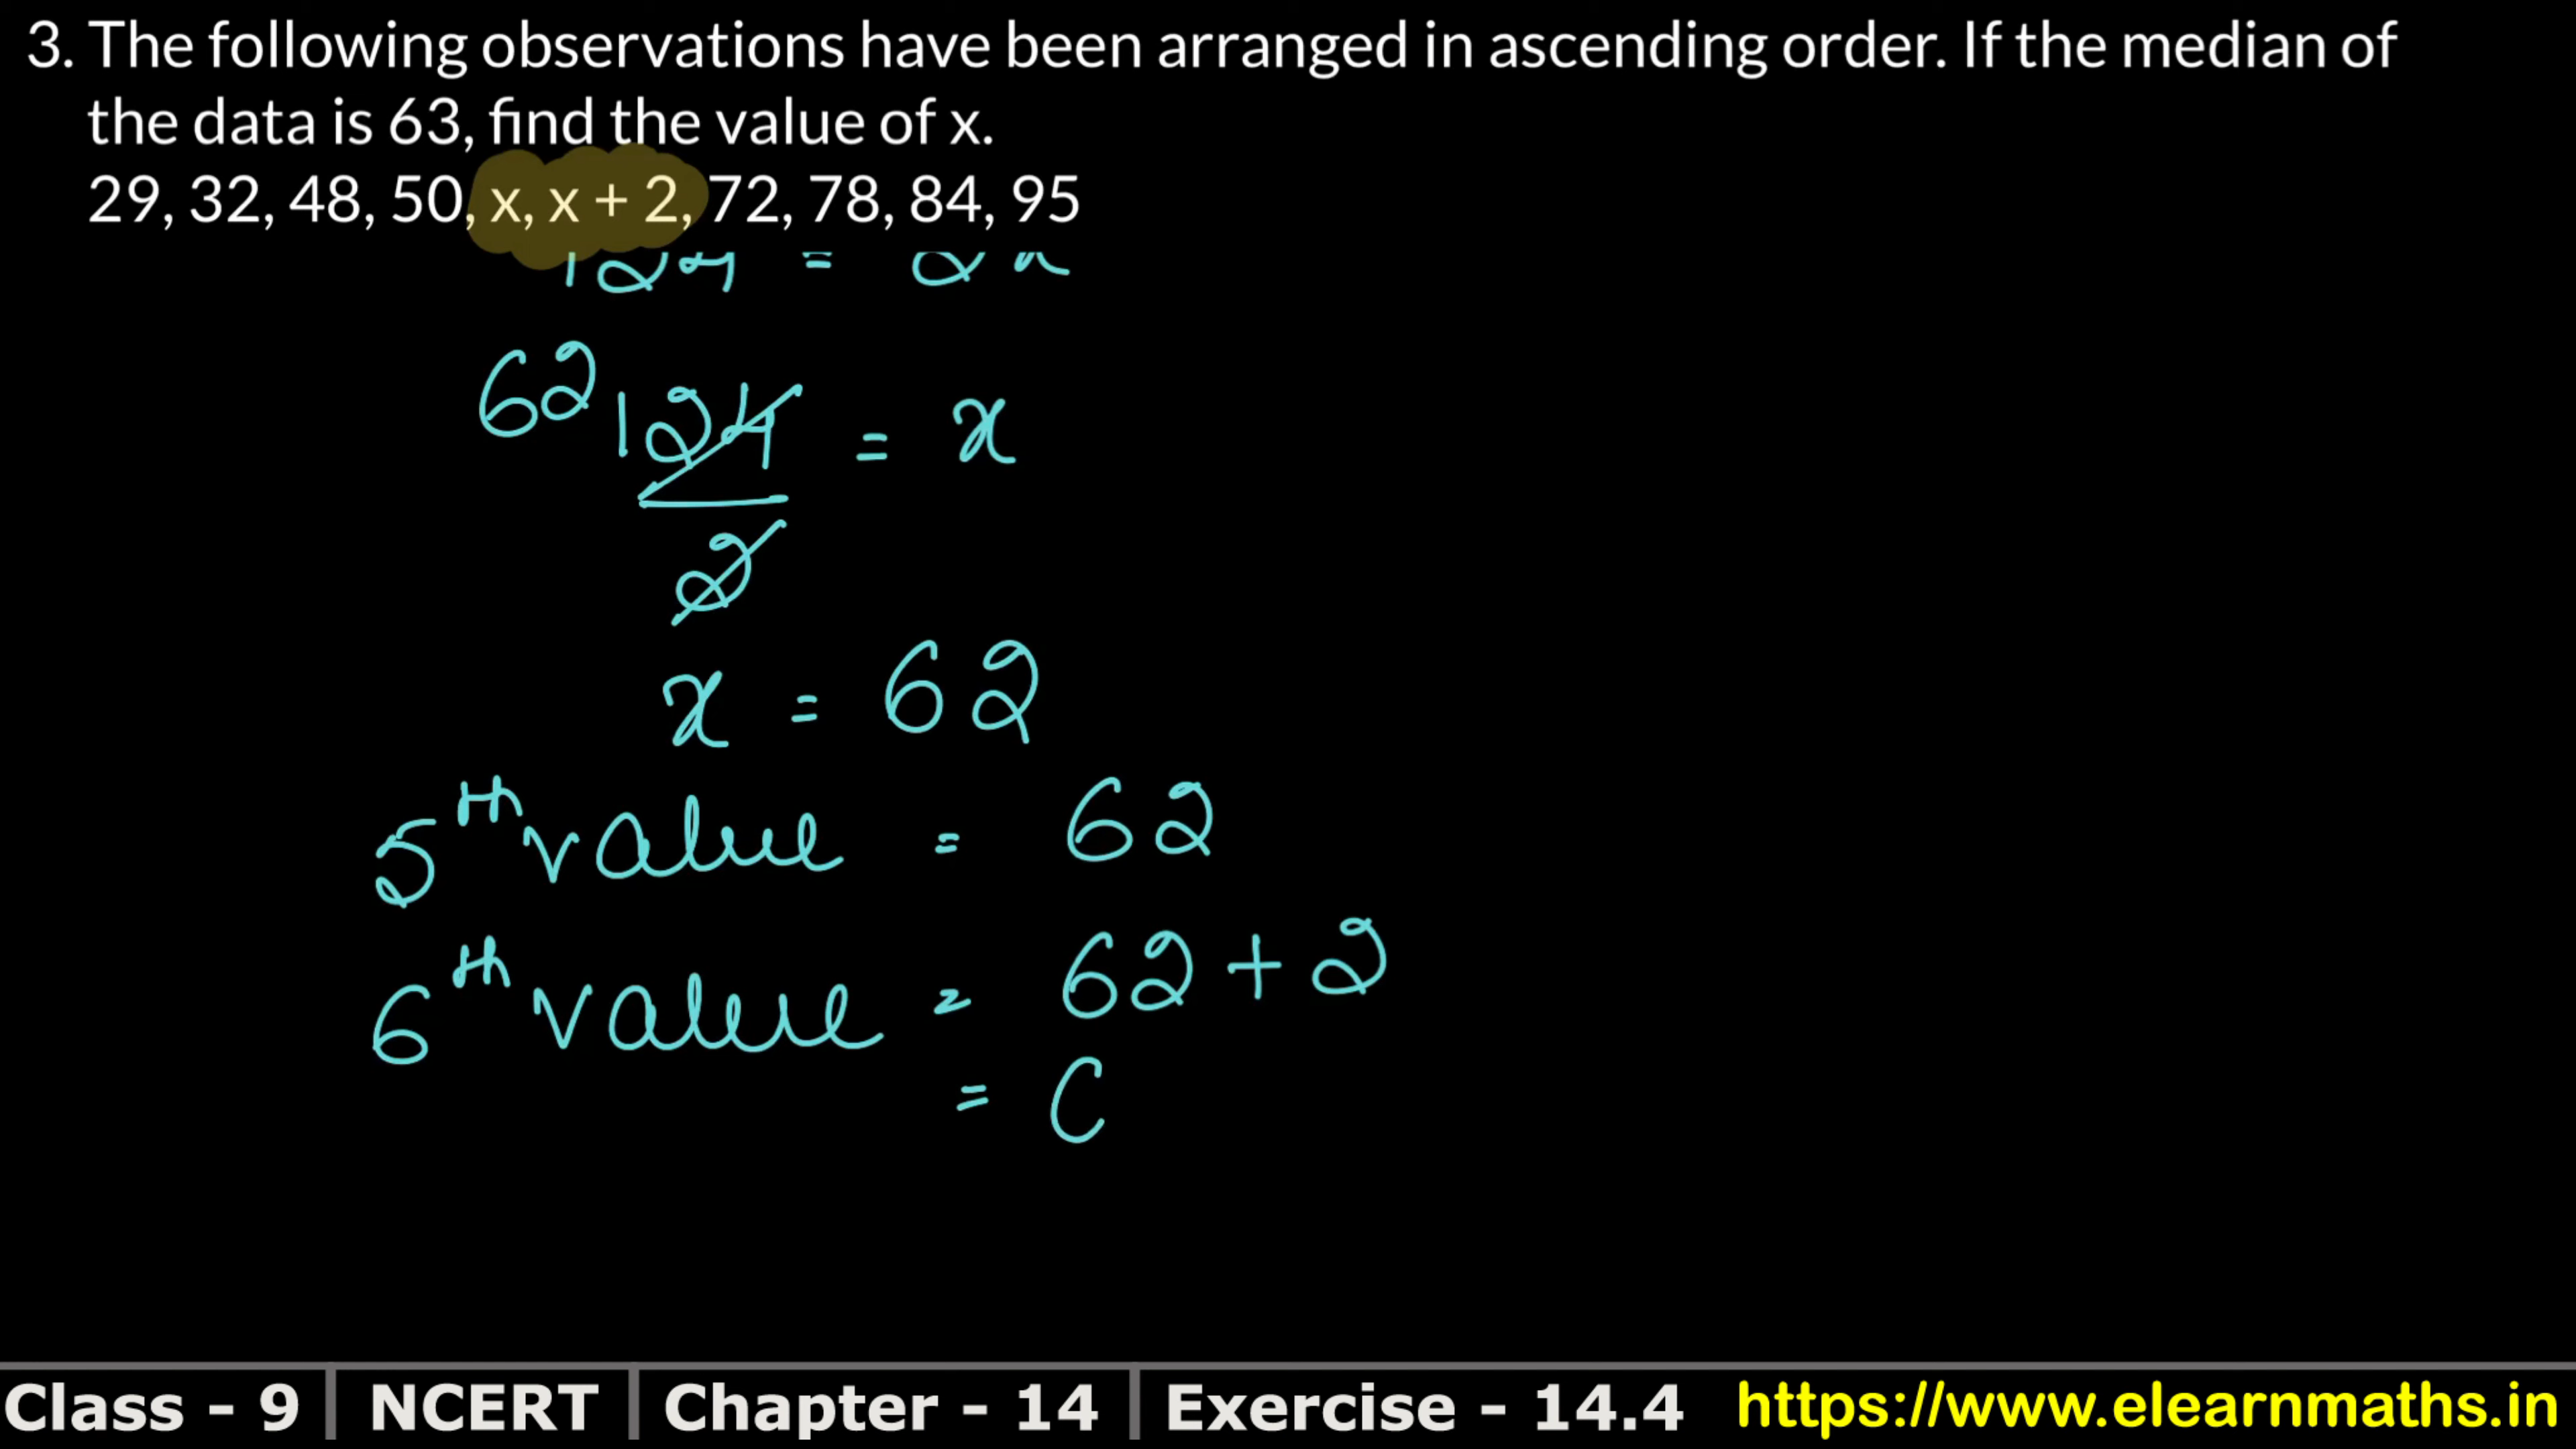 3. The following observations have been arranged in ascending order. If the median of
the data is 63, find the value of x.
29, 32, 48, 50, x, x + 2, 72, 78, 84, 95
124 = 2x
62 124 = x
2
x = 62
5th value = 62
6th value = 62 + 2
= C
Class - 9 | NCERT | Chapter - 14 | Exercise - 14.4 https://www.elearnmaths.in